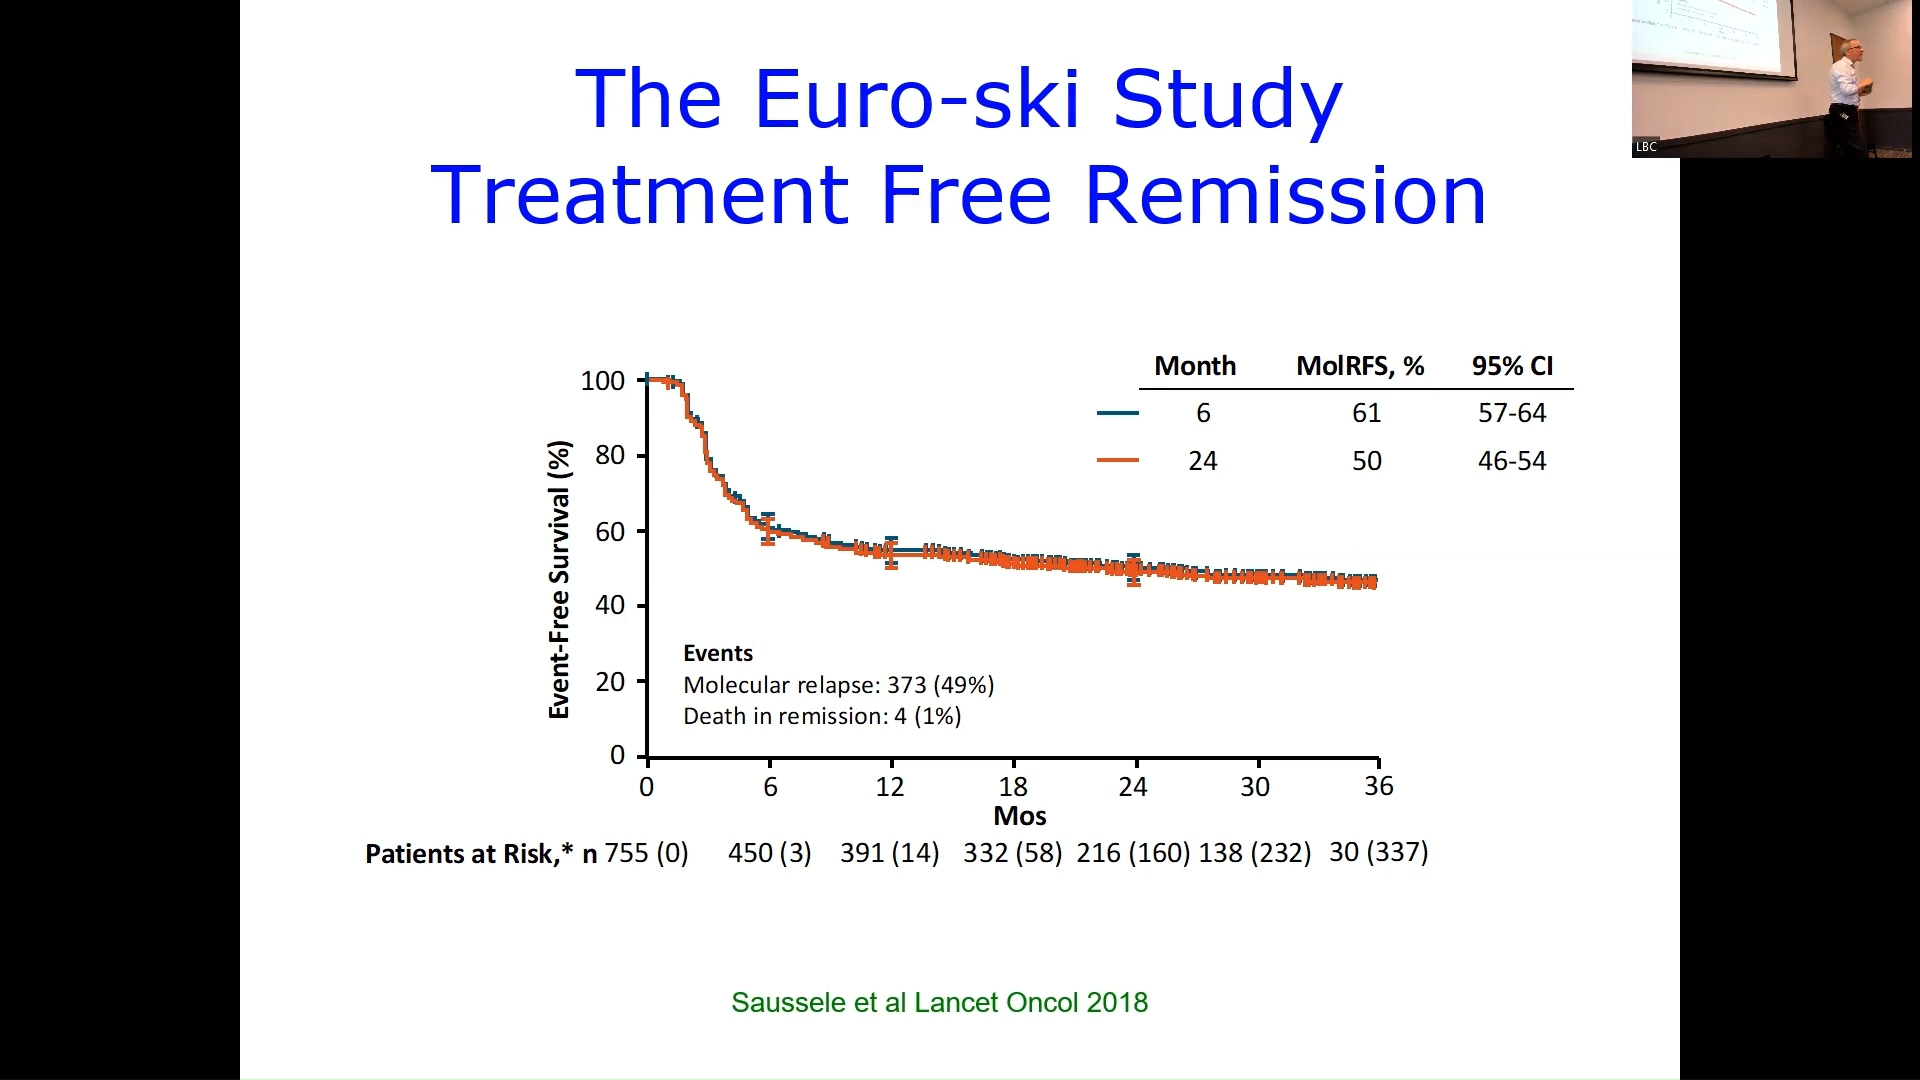 The Euro-ski Study
Treatment Free Remission
LBC
Month MolRFS, % 95% CI
6 61 57-64
24 50 46-54
Event-Free Survival (%)
100
80
60
40
20
0
Events
Molecular relapse: 373 (49%)
Death in remission: 4 (1%)
0 6 12 18 24 30 36
Mos
Patients at Risk,* n 755 (0) 450 (3) 391 (14) 332 (58) 216 (160) 138 (232) 30 (337)
Saussele et al Lancet Oncol 2018